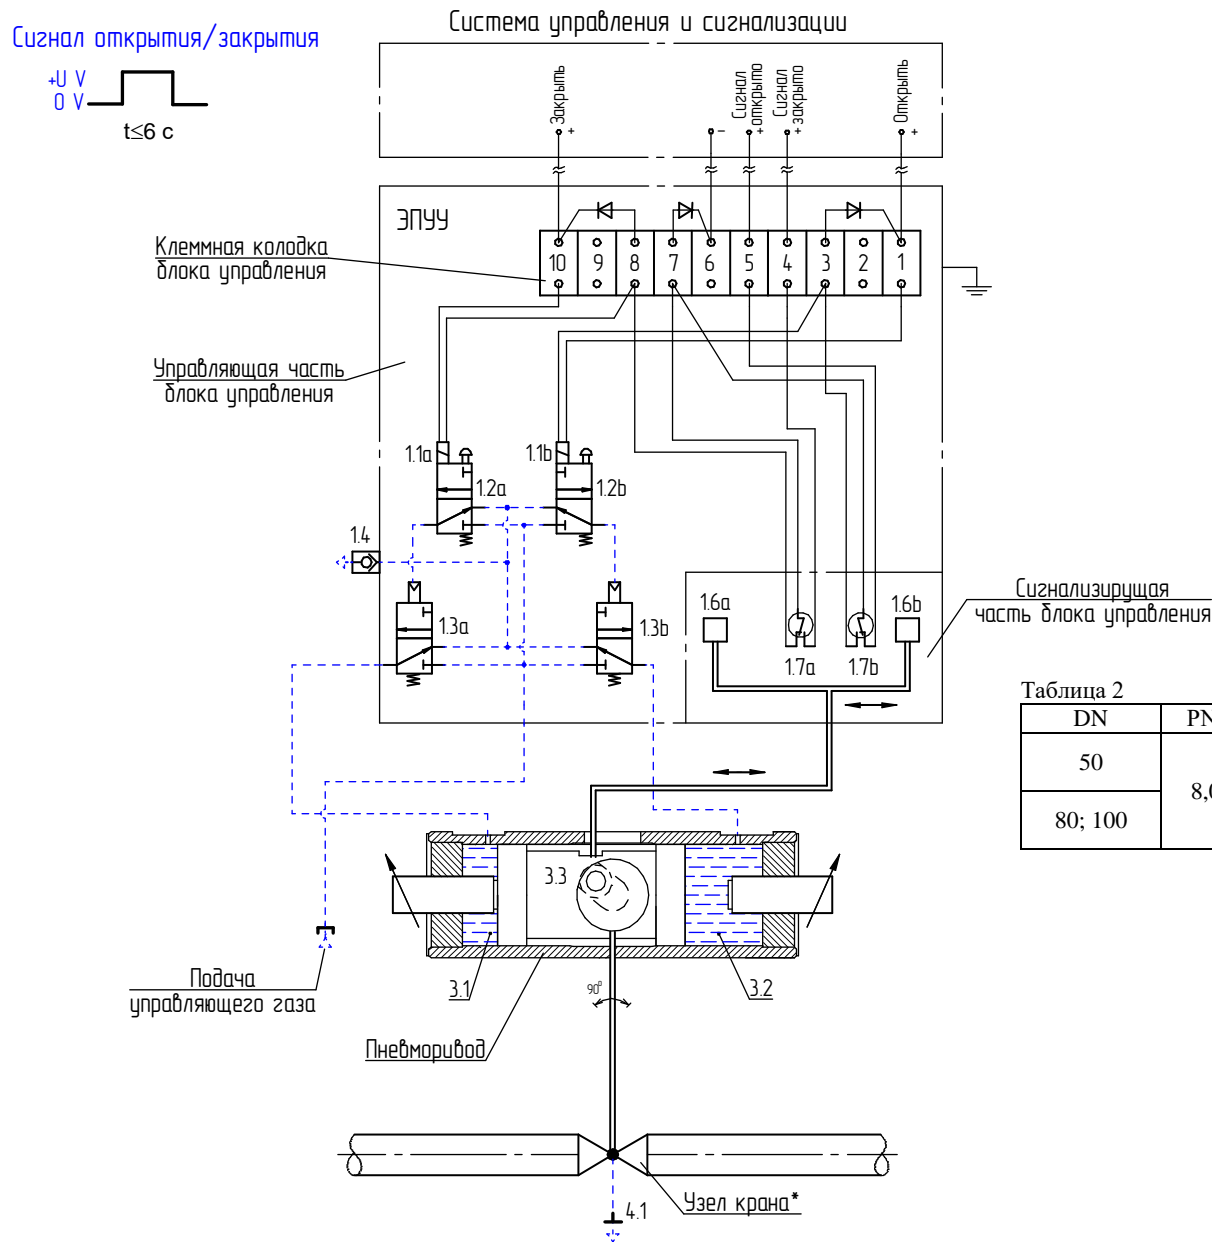 Система управления и сигнализации
Сигнал открытия/закрытия
+U V
0 V
t≤6 с
Закрыть
+
-
Сигнал
открыто
+
Сигнал
закрыто
+
Открыть
+
ЭПУУ
Клеммная колодка
блока управления
10 9 8 7 6 5 4 3 2 1
Управляющая часть
блока управления
1.1a
1.2a
1.1b
1.2b
1.4
1.3a
1.3b
1.6a
1.6b
1.7a
1.7b
Сигнализирущая
часть блока управления
Таблица 2
DN PN
50
8,0
80; 100
3.3
3.1
3.2
90°
Подача
управляющего газа
Пневморивод
Узел крана*
4.1